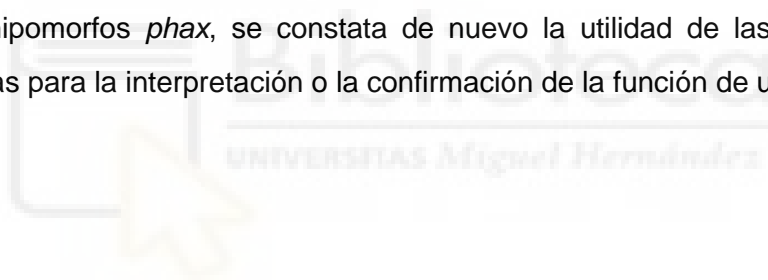 ipomorfos phax, se constata de nuevo la utilidad de las
as para la interpretación o la confirmación de la función de u
Biblioteca
UNIVERSITAS Miguel Hernández